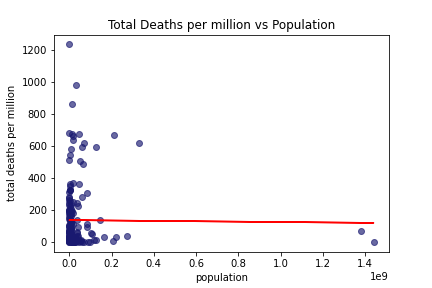 Total Deaths per million vs Population
total deaths per million
1200
1000
800
600
400
200
0
0.0 0.2 0.4 0.6 0.8 1.0 1.2 1.4
1e9
population